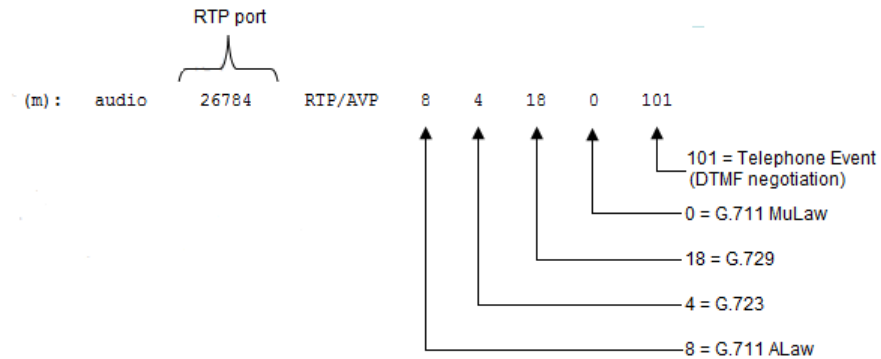 RTP port
(m): audio 26784 RTP/AVP 8 4 18 0 101
101 = Telephone Event
(DTMF negotiation)
0 = G.711 MuLaw
18 = G.729
4 = G.723
8 = G.711 ALaw